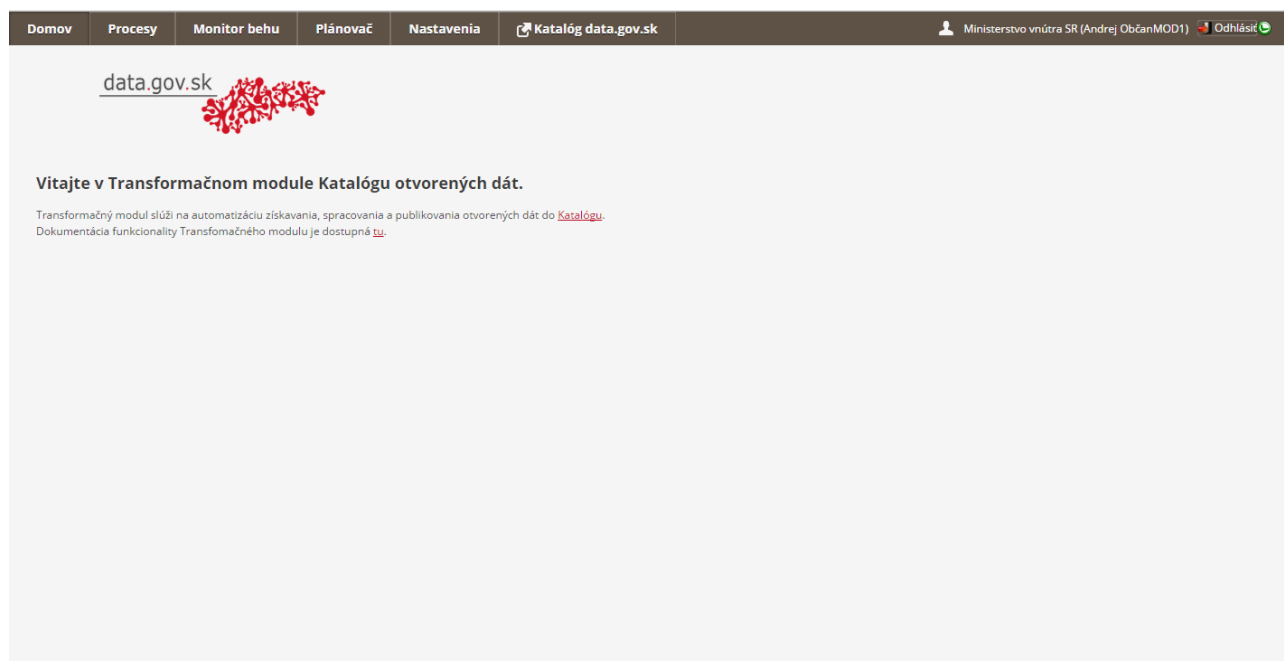 Domov Procesy Monitor behu Plánovač Nastavenia Katalóg data.gov.sk Ministerstvo vnútra SR (Andrej ObčanMOD1) Odhlásiť
data.gov.sk
Vitajte v Transformačnom module Katalógu otvorených dát.
Transformačný modul slúži na automatizáciu získavania, spracovania a publikovania otvorených dát do Katalógu.
Dokumentácia funkcionality Transfomačného modulu je dostupná tu.